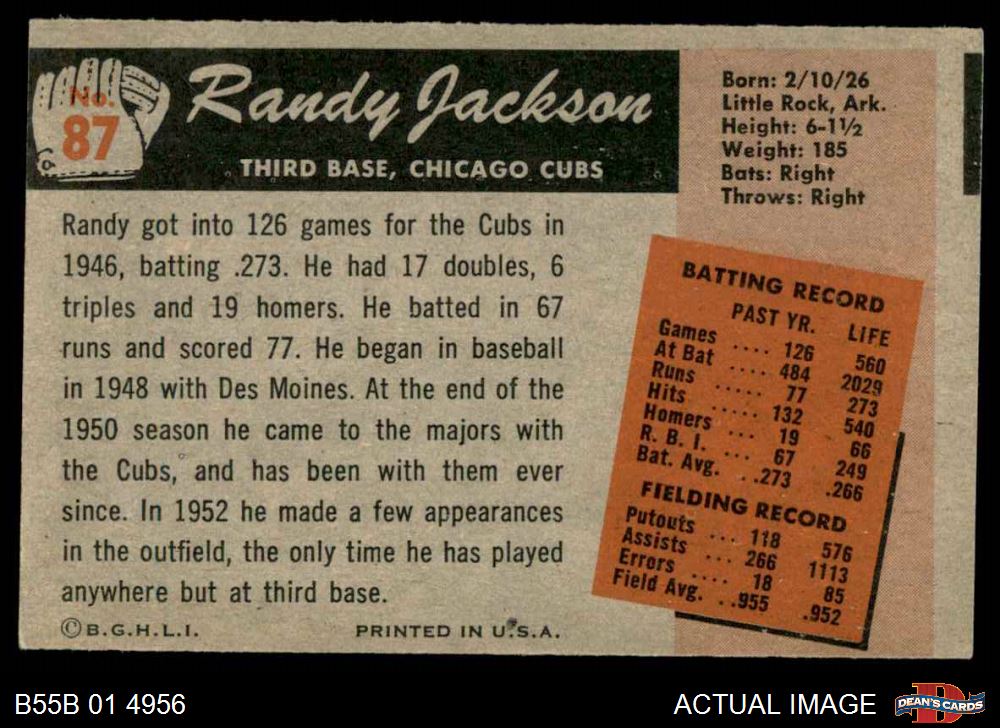 No. 87
Randy Jackson
THIRD BASE, CHICAGO CUBS
Born: 2/10/26
Little Rock, Ark.
Height: 6-1½
Weight: 185
Bats: Right
Throws: Right
Randy got into 126 games for the Cubs in
1946, batting .273. He had 17 doubles, 6
triples and 19 homers. He batted in 67
runs and scored 77. He began in baseball
in 1948 with Des Moines. At the end of the
1950 season he came to the majors with
the Cubs, and has been with them ever
since. In 1952 he made a few appearances
in the outfield, the only time he has played
anywhere but at third base.
©B.G.H.L.I. PRINTED IN U.S.A.
BATTING RECORD
PAST YR. LIFE
Games .... 126 560
At Bat .... 484 2029
Runs ..... 77 273
Hits ..... 132 540
Homers ... 19 66
R. B. I. ... 67 249
Bat. Avg. . .273 .266
FIELDING RECORD
Putouts ... 118 576
Assists ... 266 1113
Errors .... 18 85
Field Avg. . .955 .952
B55B 01 4956
ACTUAL IMAGE
DEAN'S CARDS